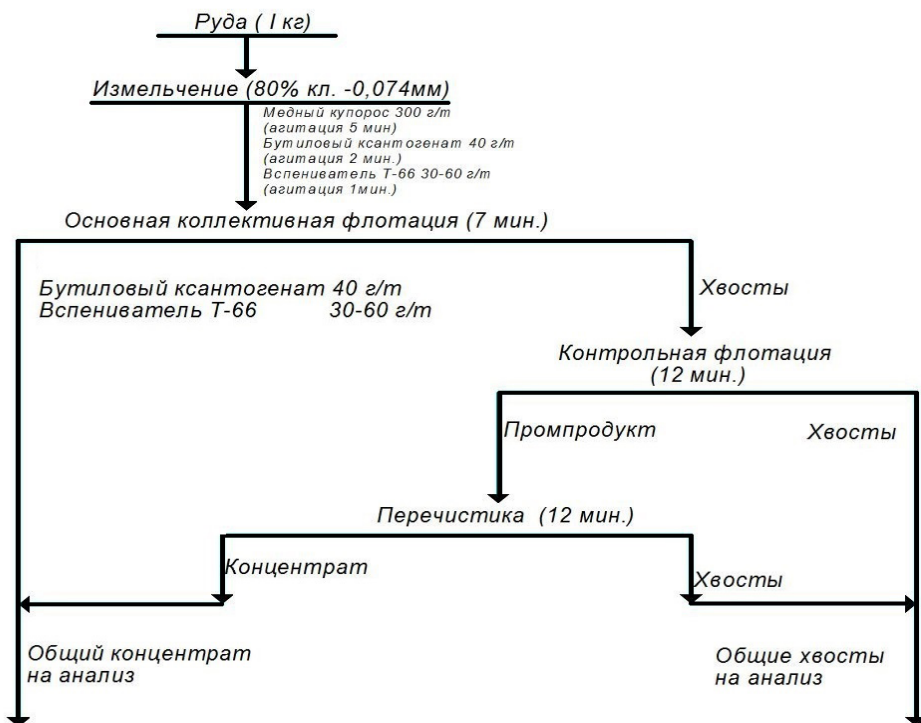 Руда ( I кг)
Измельчение (80% кл. -0,074мм)
Медный купорос 300 г/т
(агитация 5 мин)
Бутиловый ксантогенат 40 г/т
(агитация 2 мин.)
Вспениватель Т-66 30-60 г/т
(агитация 1мин.)
Основная коллективная флотация (7 мин.)
Бутиловый ксантогенат 40 г/т
Вспениватель Т-66 30-60 г/т
Хвосты
Контрольная флотация
(12 мин.)
Промпродукт
Хвосты
Перечистика (12 мин.)
Концентрат
Хвосты
Общий концентрат
на анализ
Общие хвосты
на анализ